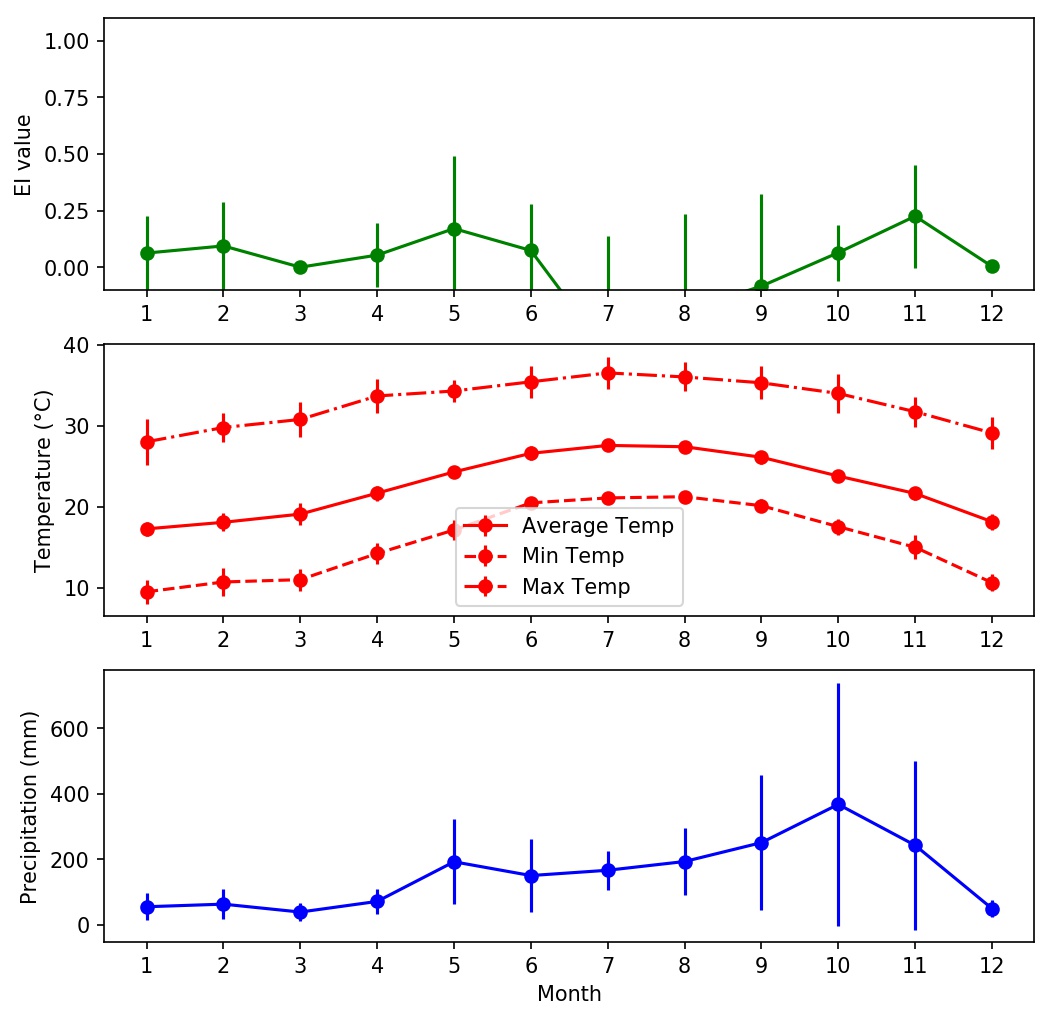 EI value
1.00
0.75
0.50
0.25
0.00
1 2 3 4 5 6 7 8 9 10 11 12
Temperature (°C)
40
30
20
10
Average Temp
Min Temp
Max Temp
1 2 3 4 5 6 7 8 9 10 11 12
Precipitation (mm)
600
400
200
0
1 2 3 4 5 6 7 8 9 10 11 12
Month